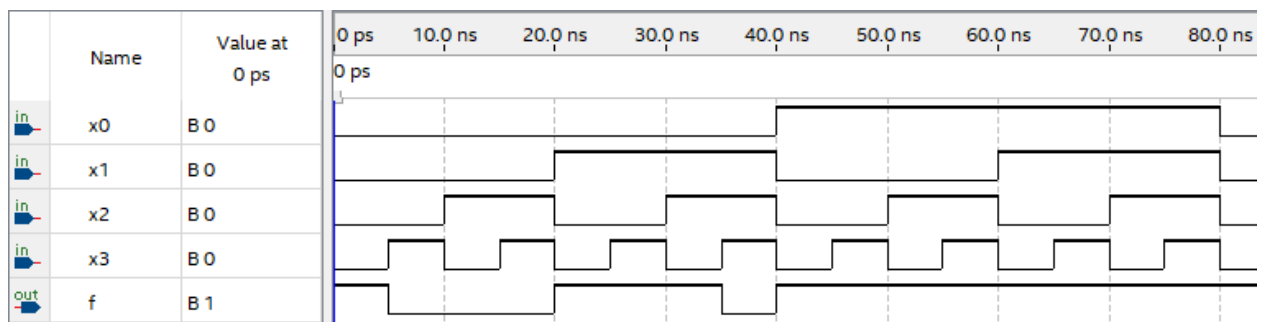 Name
Value at
0 ps
0 ps 10.0 ns 20.0 ns 30.0 ns 40.0 ns 50.0 ns 60.0 ns 70.0 ns 80.0 ns
0 ps
in x0 B 0
in x1 B 0
in x2 B 0
in x3 B 0
out f B 1